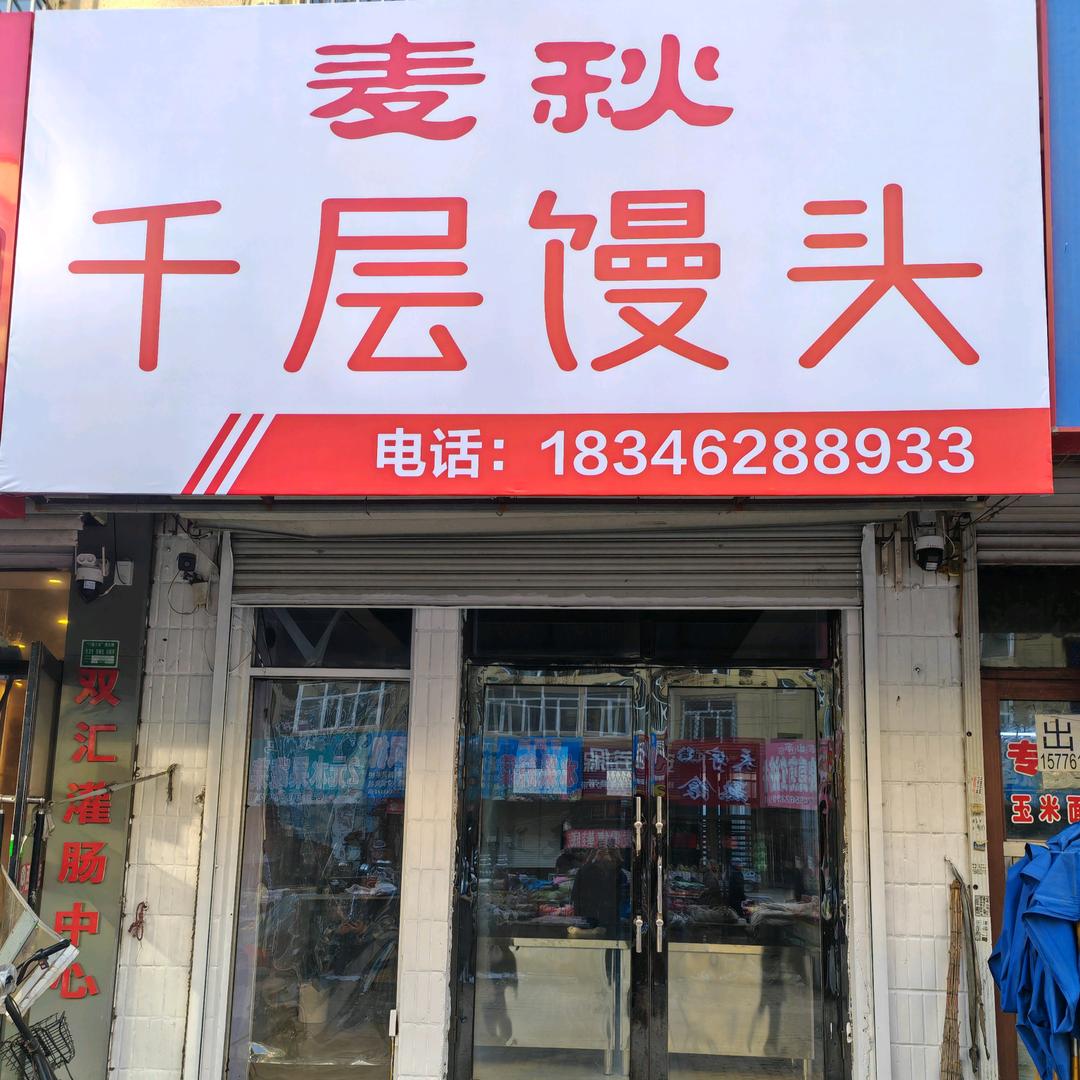 麦秋
千层馒头
电话：18346288933
双汇灌肠中心
出
15776
专
玉米面